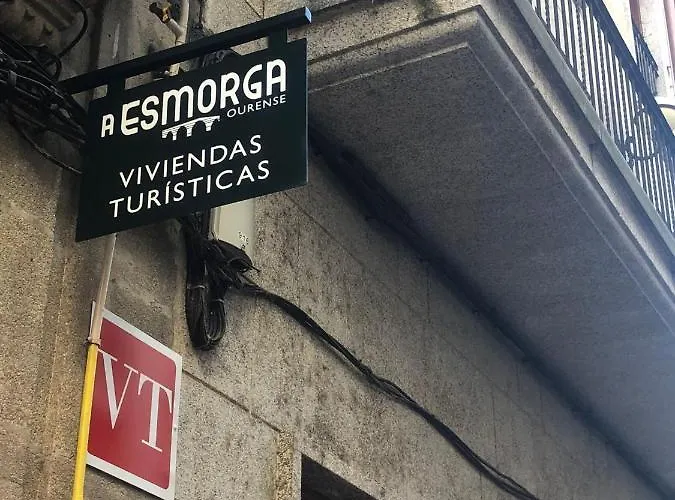 A ESMORGA
OURENSE
VIVIENDAS
TURÍSTICAS
VT